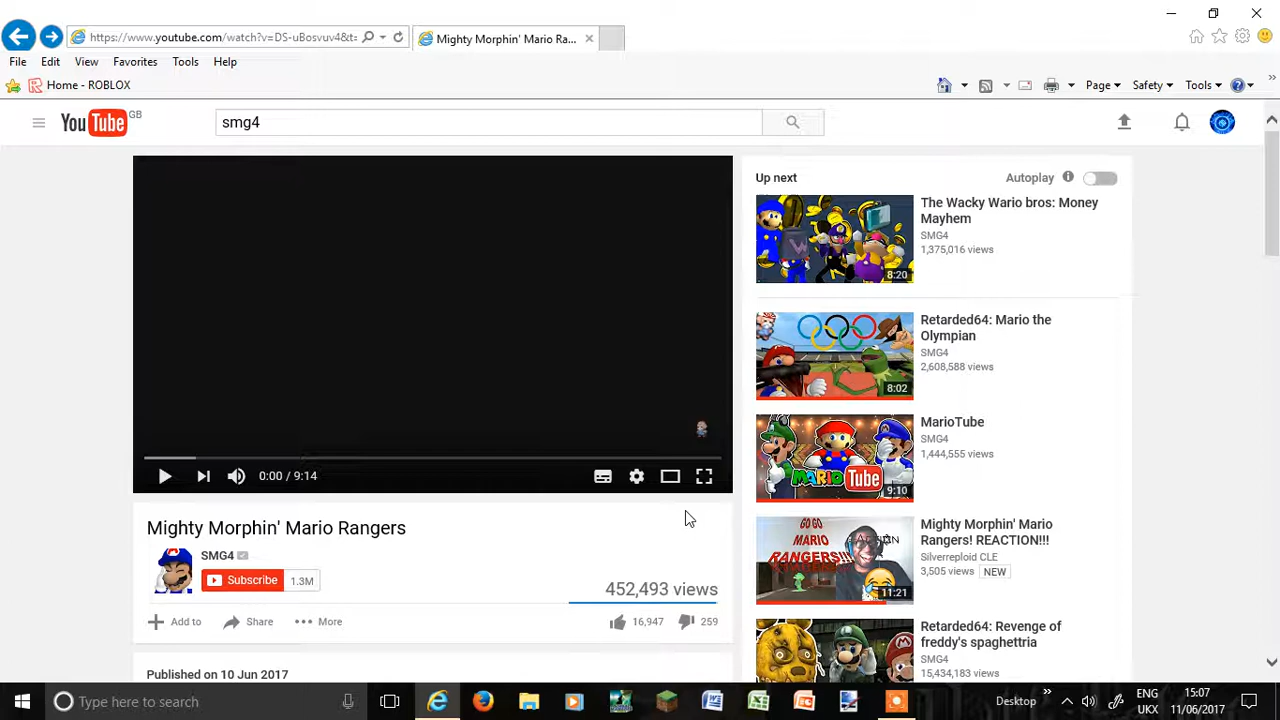 https://www.youtube.com/watch?v=DS-uBosvuv4&t=
Mighty Morphin' Mario Ra...
File Edit View Favorites Tools Help
Home - ROBLOX
Page Safety Tools
YouTube GB
smg4
Up next
Autoplay
The Wacky Wario bros: Money
Mayhem
SMG4
1,375,016 views
8:20
Retarded64: Mario the
Olympian
SMG4
2,608,588 views
8:02
MarioTube
SMG4
1,444,555 views
MARIO Tube
9:10
0:00 / 9:14
Mighty Morphin' Mario Rangers
SMG4
Subscribe 1.3M
452,493 views
Add to Share More
16,947 259
Published on 10 Jun 2017
GO GO
MARIO
RANGERS!!!
Mighty Morphin' Mario
Rangers! REACTION!!!
Silverreploid CLE
3,505 views NEW
11:21
Retarded64: Revenge of
freddy's spaghettria
SMG4
15,434,183 views
Type here to search
Desktop
ENG
UKX
15:07
11/06/2017